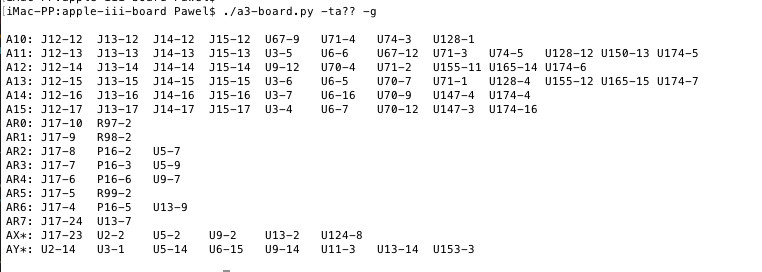 [iMac-PP:apple-iii-board Pawel$ ./a3-board.py -ta?? -g
A10: J12-12 J13-12 J14-12 J15-12 U67-9 U71-4 U74-3 U128-1
A11: J12-13 J13-13 J14-13 J15-13 U3-5 U6-6 U67-12 U71-3 U74-5 U128-12 U150-13 U174-5
A12: J12-14 J13-14 J14-14 J15-14 U9-12 U70-4 U71-2 U155-11 U165-14 U174-6
A13: J12-15 J13-15 J14-15 J15-15 U3-6 U6-5 U70-7 U71-1 U128-4 U155-12 U165-15 U174-7
A14: J12-16 J13-16 J14-16 J15-16 U3-7 U6-16 U70-9 U147-4 U174-4
A15: J12-17 J13-17 J14-17 J15-17 U3-4 U6-7 U70-12 U147-3 U174-16
AR0: J17-10 R97-2
AR1: J17-9 R98-2
AR2: J17-8 P16-2 U5-7
AR3: J17-7 P16-3 U5-9
AR4: J17-6 P16-6 U9-7
AR5: J17-5 R99-2
AR6: J17-4 P16-5 U13-9
AR7: J17-24 U13-7
AX*: J17-23 U2-2 U5-2 U9-2 U13-2 U124-8
AY*: U2-14 U3-1 U5-14 U6-15 U9-14 U11-3 U13-14 U153-3